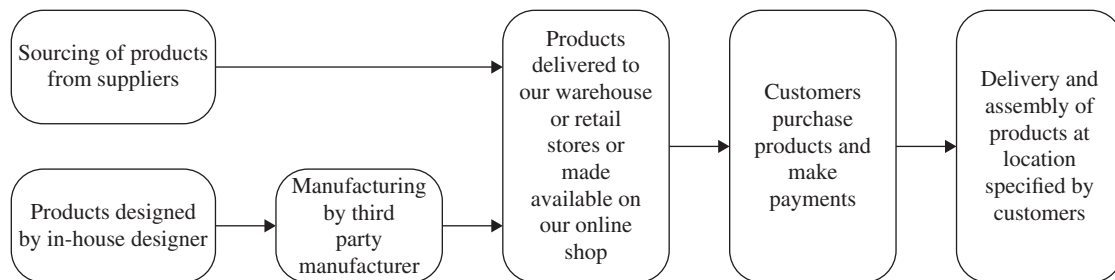 Sourcing of products
from suppliers
Products designed
by in-house designer
Manufacturing
by third
party
manufacturer
Products
delivered to
our warehouse
or retail
stores or
made
available on
our online
shop
Customers
purchase
products and
make
payments
Delivery and
assembly of
products at
location
specified by
customers